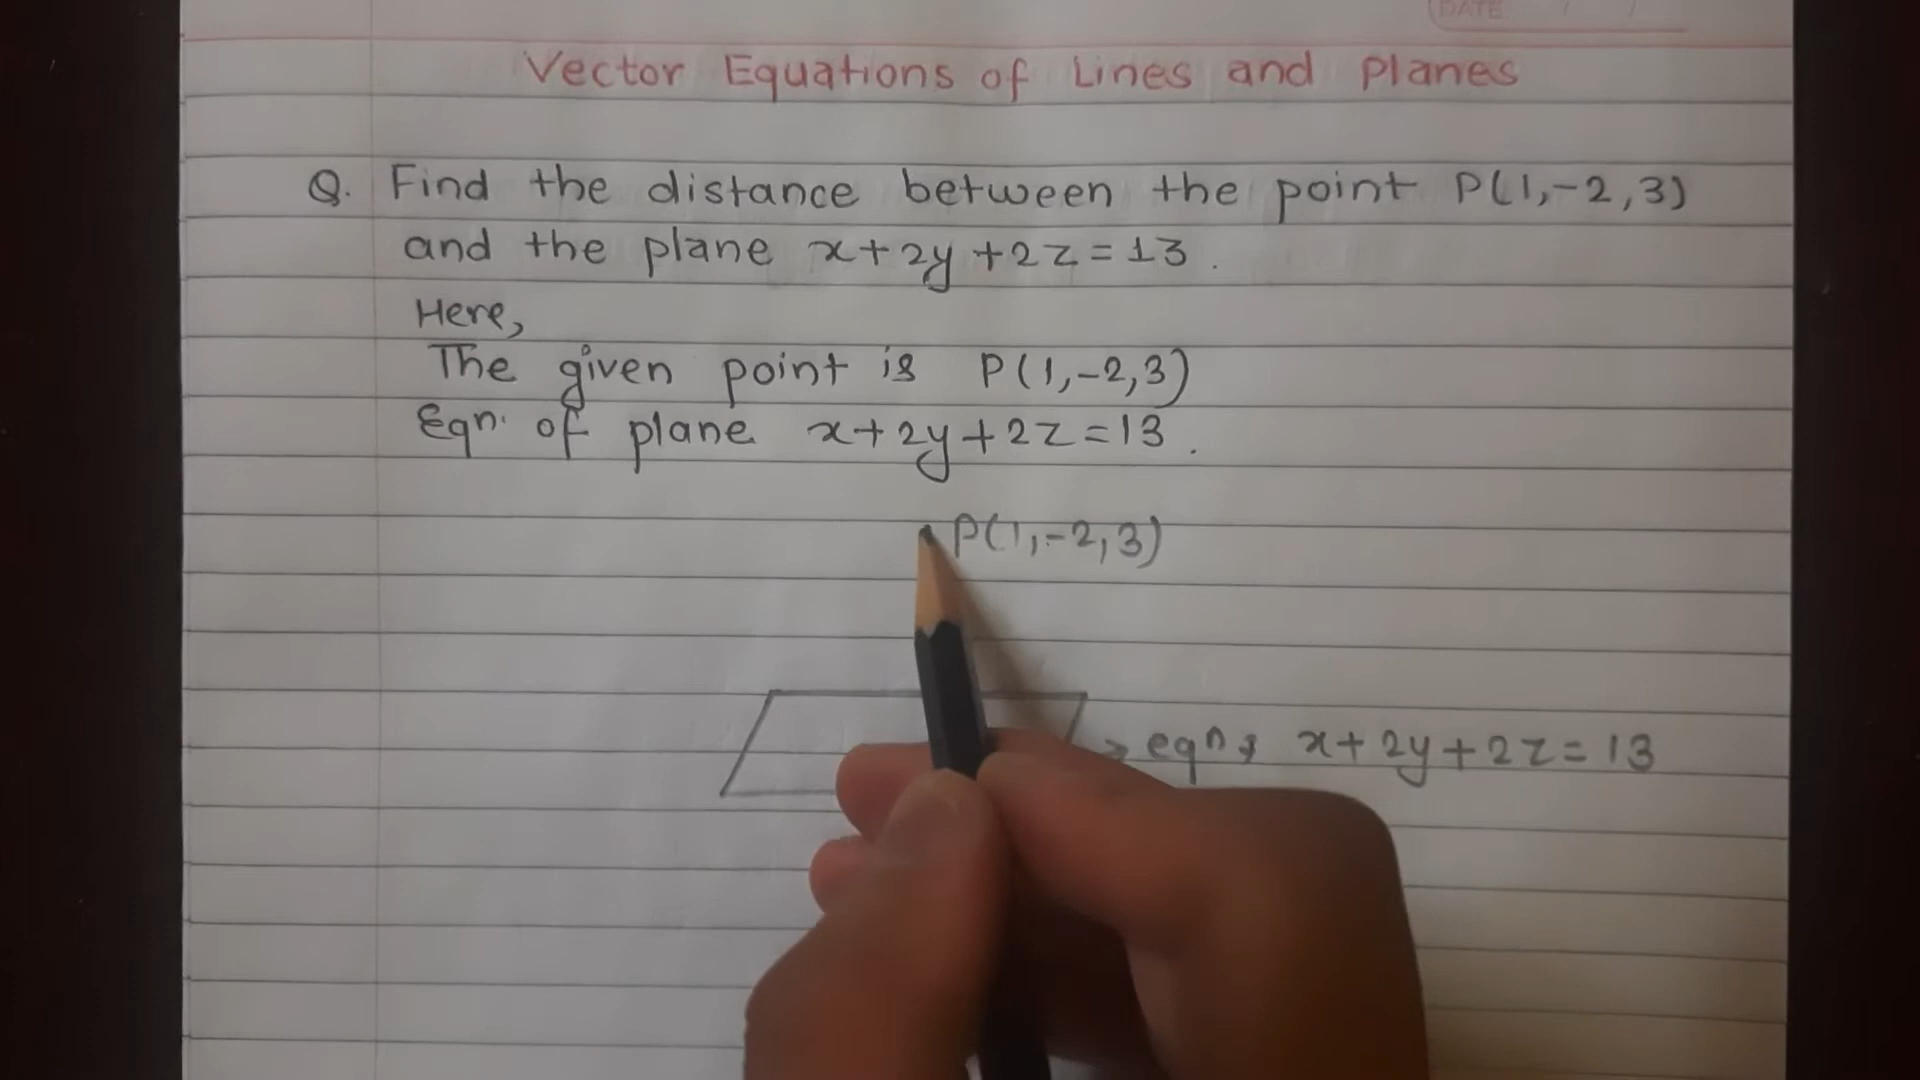 DATE / /
Vector Equations of Lines and Planes
Q. Find the distance between the point P(1,-2,3)
and the plane x+2y+2z=13.
Here,
The given point is P(1,-2,3)
Eqn. of plane x+2y+2z=13.
P(1,-2,3)
eqn, x+2y+2z=13